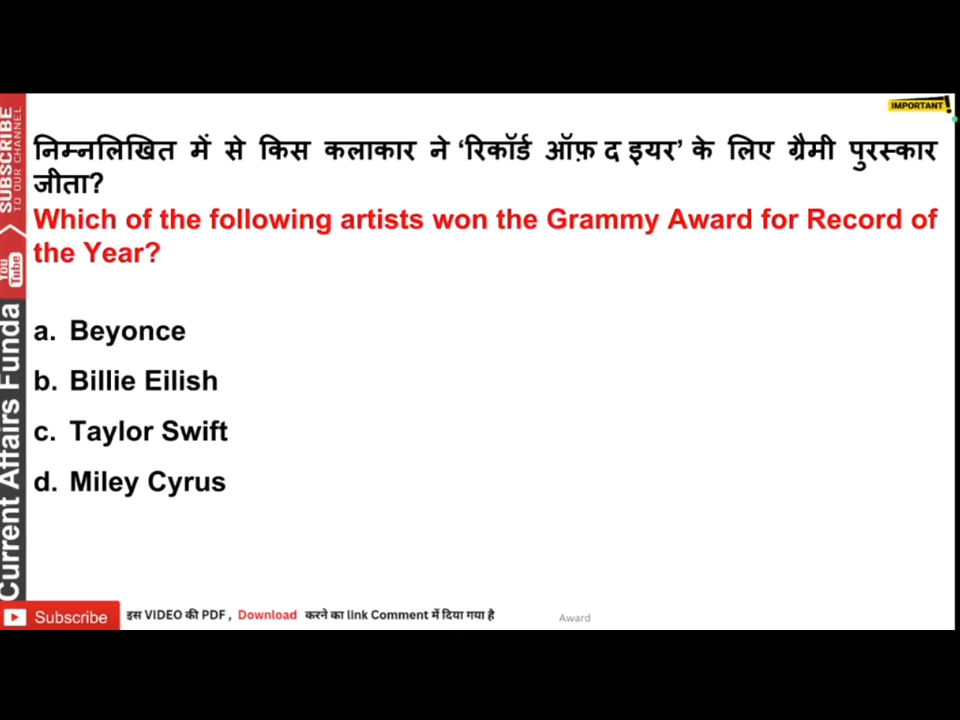 IMPORTANT!
निम्नलिखित में से किस कलाकार ने ‘रिकॉर्ड ऑफ़ द इयर’ के लिए ग्रैमी पुरस्कार
जीता?
Which of the following artists won the Grammy Award for Record of
the Year?
a. Beyonce
b. Billie Eilish
c. Taylor Swift
d. Miley Cyrus
SUBSCRIBE
TO OUR CHANNEL
You
Tube
Current Affairs Funda
Subscribe
इस VIDEO की PDF , Download करने का link Comment में दिया गया है
Award